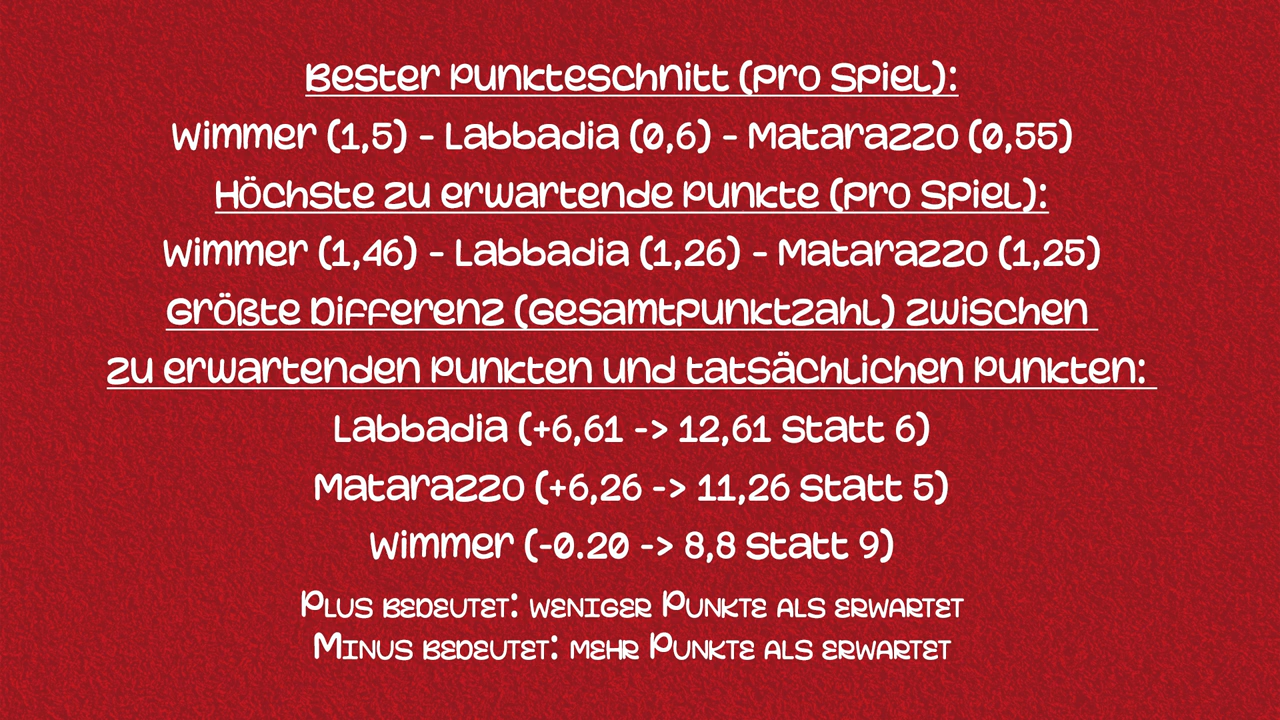 Bester Punkteschnitt (pro Spiel):
Wimmer (1,5) - Labbadia (0,6) - Matarazzo (0,55)
Höchste zu erwartende Punkte (pro Spiel):
Wimmer (1,46) - Labbadia (1,26) - Matarazzo (1,25)
Größte Differenz (Gesamtpunktzahl) zwischen
zu erwartenden Punkten und tatsächlichen Punkten:
Labbadia (+6,61 -> 12,61 statt 6)
Matarazzo (+6,26 -> 11,26 statt 5)
Wimmer (-0.20 -> 8,8 statt 9)
Plus bedeutet: weniger Punkte als erwartet
Minus bedeutet: mehr Punkte als erwartet